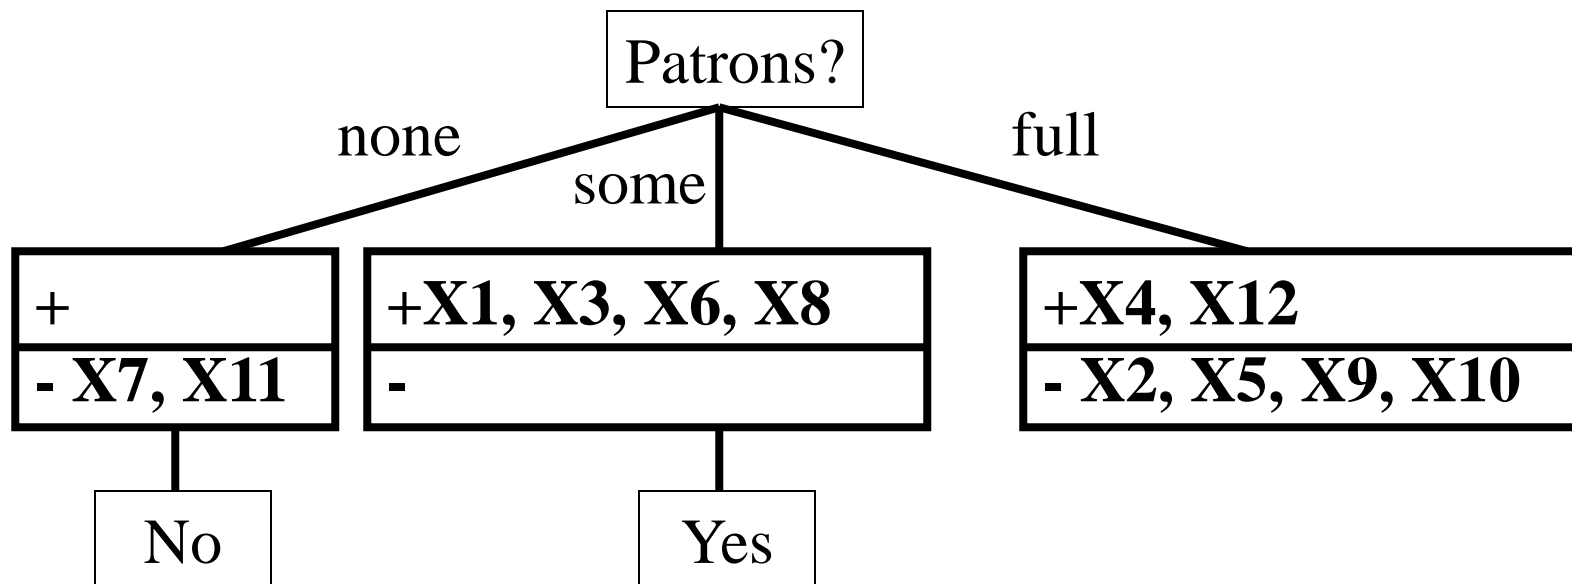 Patrons?
none
some
full
+
- X7, X11
+X1, X3, X6, X8
-
+X4, X12
- X2, X5, X9, X10
No
Yes